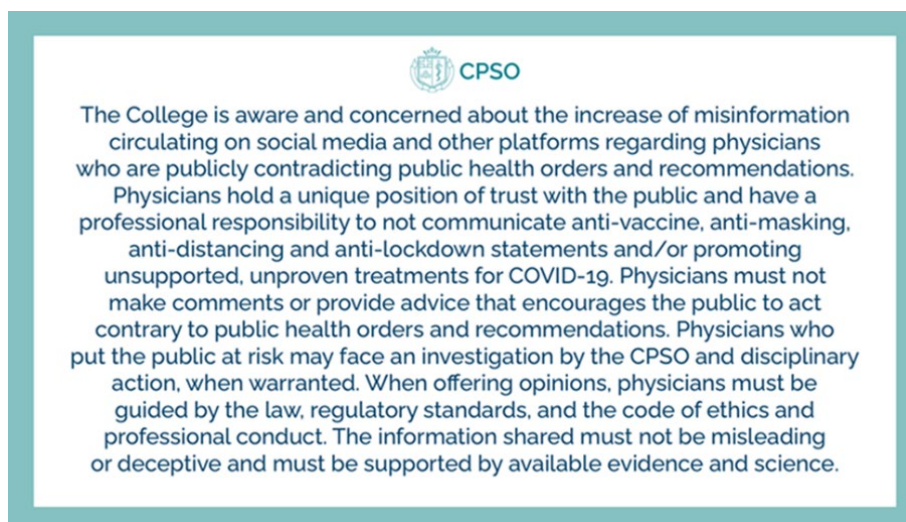 CPSO
The College is aware and concerned about the increase of misinformation
circulating on social media and other platforms regarding physicians
who are publicly contradicting public health orders and recommendations.
Physicians hold a unique position of trust with the public and have a
professional responsibility to not communicate anti-vaccine, anti-masking,
anti-distancing and anti-lockdown statements and/or promoting
unsupported, unproven treatments for COVID-19. Physicians must not
make comments or provide advice that encourages the public to act
contrary to public health orders and recommendations. Physicians who
put the public at risk may face an investigation by the CPSO and disciplinary
action, when warranted. When offering opinions, physicians must be
guided by the law, regulatory standards, and the code of ethics and
professional conduct. The information shared must not be misleading
or deceptive and must be supported by available evidence and science.